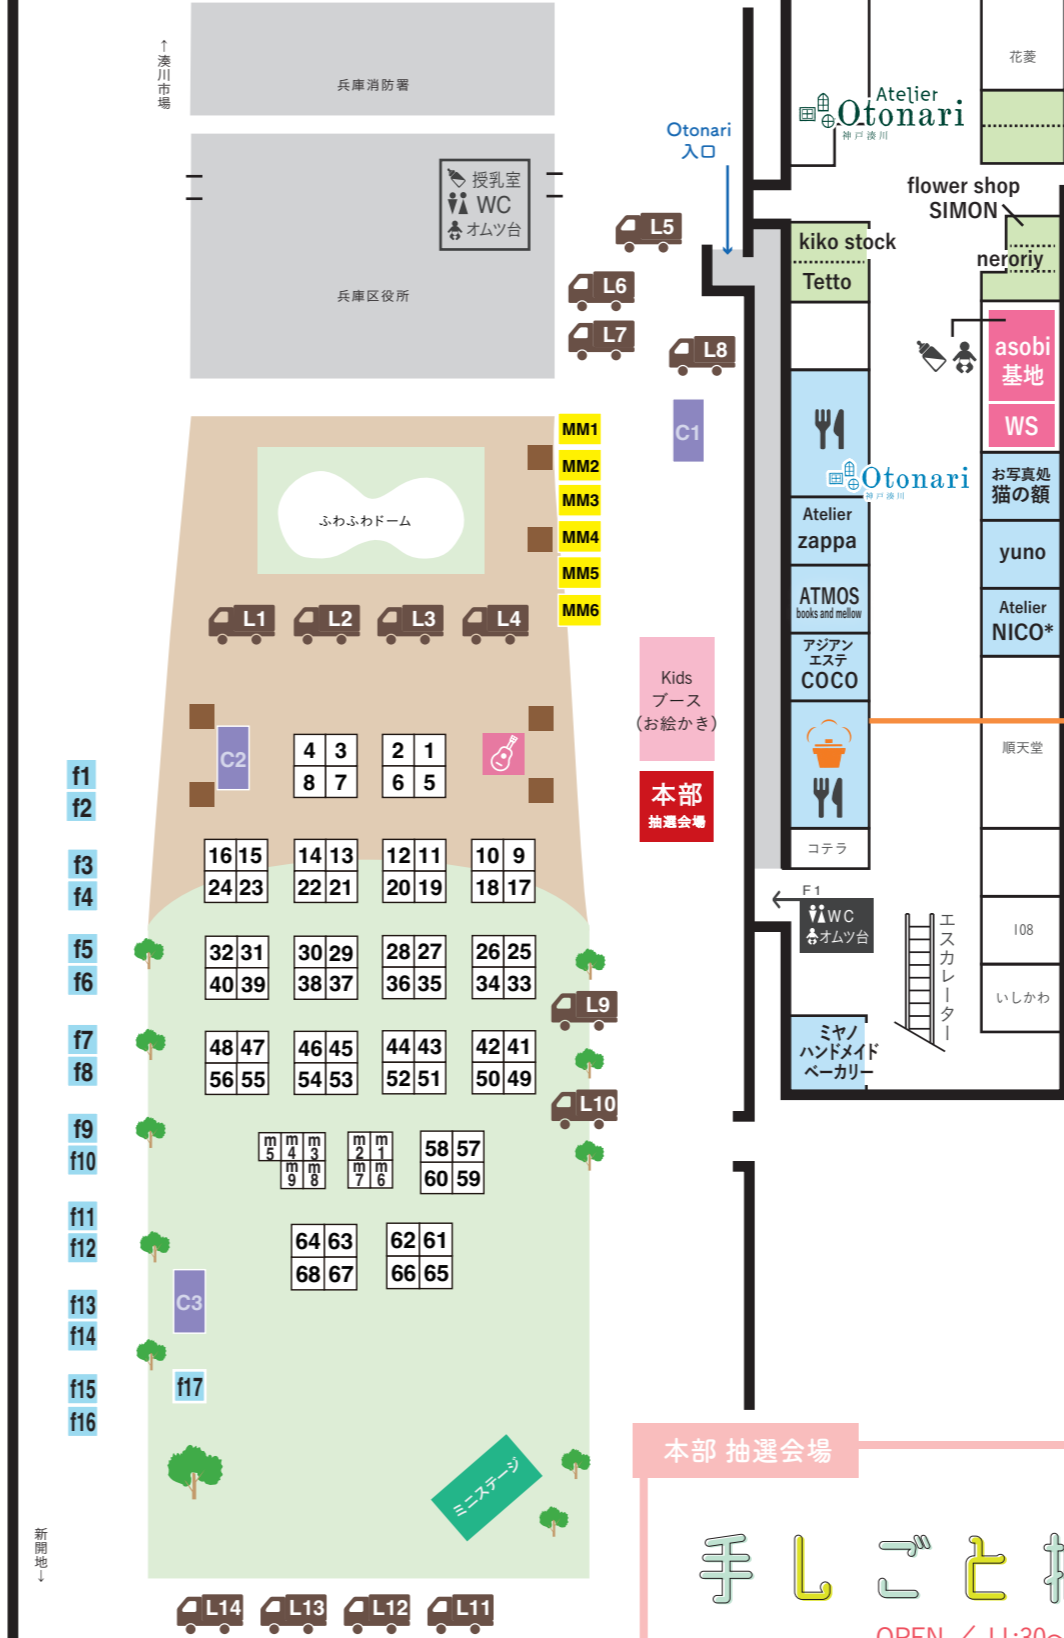 ↑湊川市場
兵庫消防署
授乳室
WC
オムツ台
兵庫区役所
Otonari
入口
L5
L6
L7
L8
C1
MM1
MM2
MM3
MM4
MM5
MM6
ふわふわドーム
L1 L2 L3 L4
Kids
ブース
(お絵かき)
本部
抽選会場
C2
4 3 2 1
8 7 6 5
16 15 14 13 12 11 10 9
24 23 22 21 20 19 18 17
32 31 30 29 28 27 26 25
40 39 38 37 36 35 34 33
48 47 46 45 44 43 42 41
56 55 54 53 52 51 50 49
L9
L10
m5 m4 m3 m2 m1
m9 m8 m7 m6
58 57
60 59
64 63 62 61
68 67 66 65
f1
f2
f3
f4
f5
f6
f7
f8
f9
f10
f11
f12
f13
f14
f15
f16
C3
f17
ミニステージ
新開地↓
L14 L13 L12 L11
Atelier
Otonari
神戸湊川
kiko stock
Tetto
Otonari
神戸湊川
Atelier
zappa
ATMOS
books and mellow
アジアン
エステ
COCO
コテラ
F1
WC
オムツ台
エスカレーター
ミヤノ
ハンドメイド
ベーカリー
花菱
flower shop
SIMON
neroriy
asobi
基地
WS
お写真処
猫の額
yuno
Atelier
NICO*
順天堂
108
いしかわ
本部 抽選会場
手しごと
OPEN / 11:30